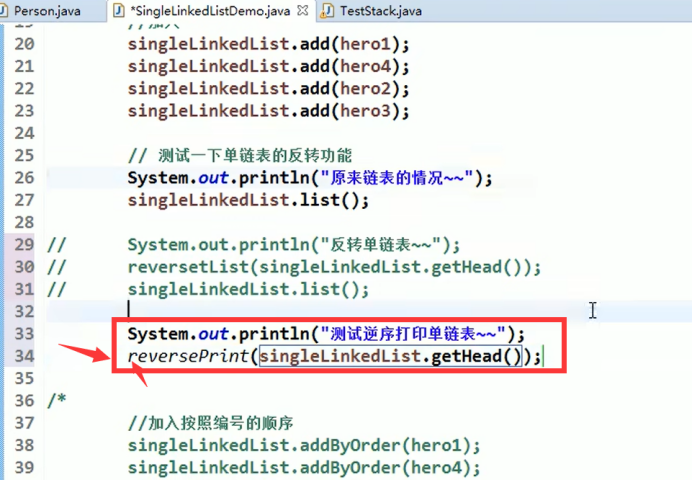 Person.java *SingleLinkedListDemo.java TestStack.java
19 //加入
20 singleLinkedList.add(hero1);
21 singleLinkedList.add(hero4);
22 singleLinkedList.add(hero2);
23 singleLinkedList.add(hero3);
24
25 // 测试一下单链表的反转功能
26 System.out.println("原来链表的情况~~");
27 singleLinkedList.list();
28
29 // System.out.println("反转单链表~~");
30 // reversetList(singleLinkedList.getHead());
31 // singleLinkedList.list();
32
33 System.out.println("测试逆序打印单链表~~");
34 reversePrint(singleLinkedList.getHead());
35
36 /*
37 //加入按照编号的顺序
38 singleLinkedList.addByOrder(hero1);
39 singleLinkedList.addByOrder(hero4);